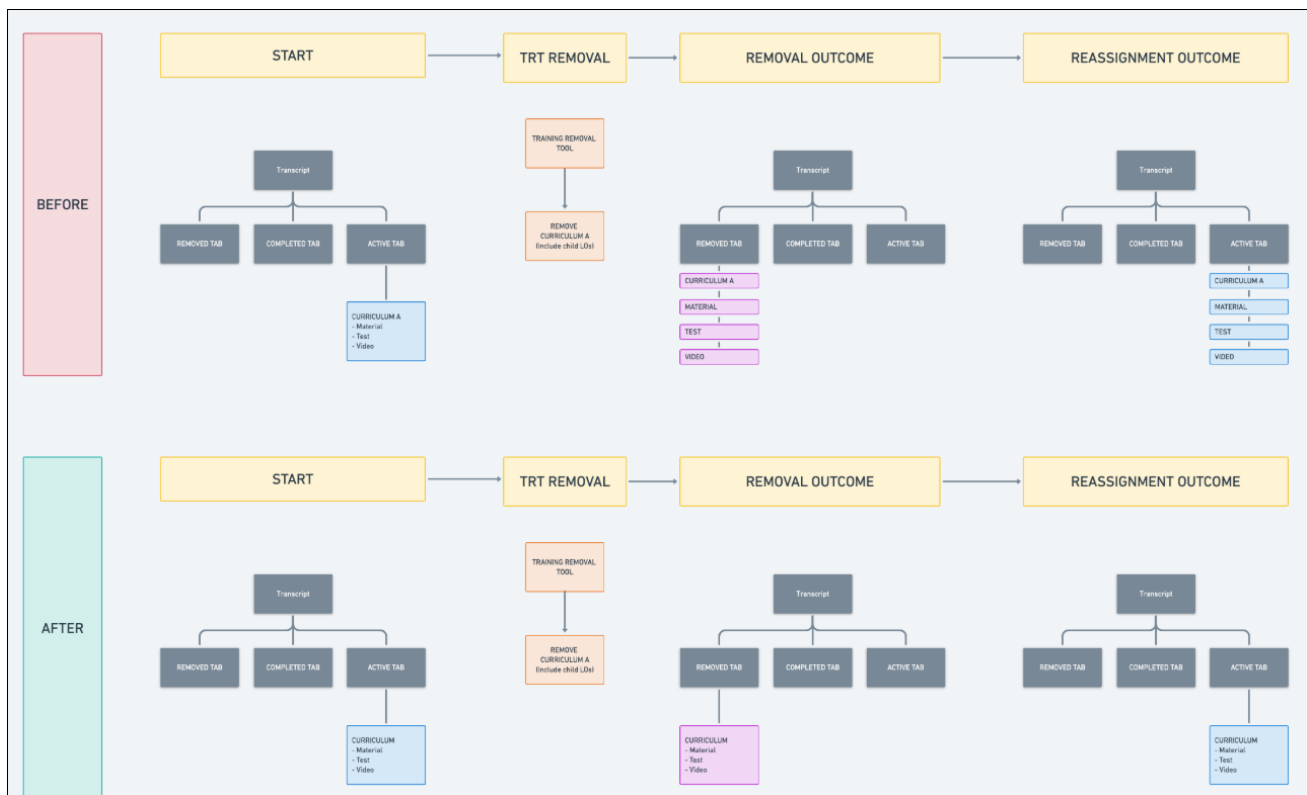 START
TRT REMOVAL
REMOVAL OUTCOME
REASSIGNMENT OUTCOME
BEFORE
Transcript
REMOVED TAB
COMPLETED TAB
ACTIVE TAB
CURRICULUM A
- Material
- Test
- Video
TRAINING REMOVAL
TOOL
REMOVE
CURRICULUM A
(include child LOs)
Transcript
REMOVED TAB
COMPLETED TAB
ACTIVE TAB
CURRICULUM A
MATERIAL
TEST
VIDEO
Transcript
REMOVED TAB
COMPLETED TAB
ACTIVE TAB
CURRICULUM A
MATERIAL
TEST
VIDEO
START
TRT REMOVAL
REMOVAL OUTCOME
REASSIGNMENT OUTCOME
AFTER
Transcript
REMOVED TAB
COMPLETED TAB
ACTIVE TAB
CURRICULUM
- Material
- Test
- Video
TRAINING REMOVAL
TOOL
REMOVE
CURRICULUM A
(include child LOs)
Transcript
REMOVED TAB
COMPLETED TAB
ACTIVE TAB
CURRICULUM
- Material
- Test
- Video
Transcript
REMOVED TAB
COMPLETED TAB
ACTIVE TAB
CURRICULUM
- Material
- Test
- Video